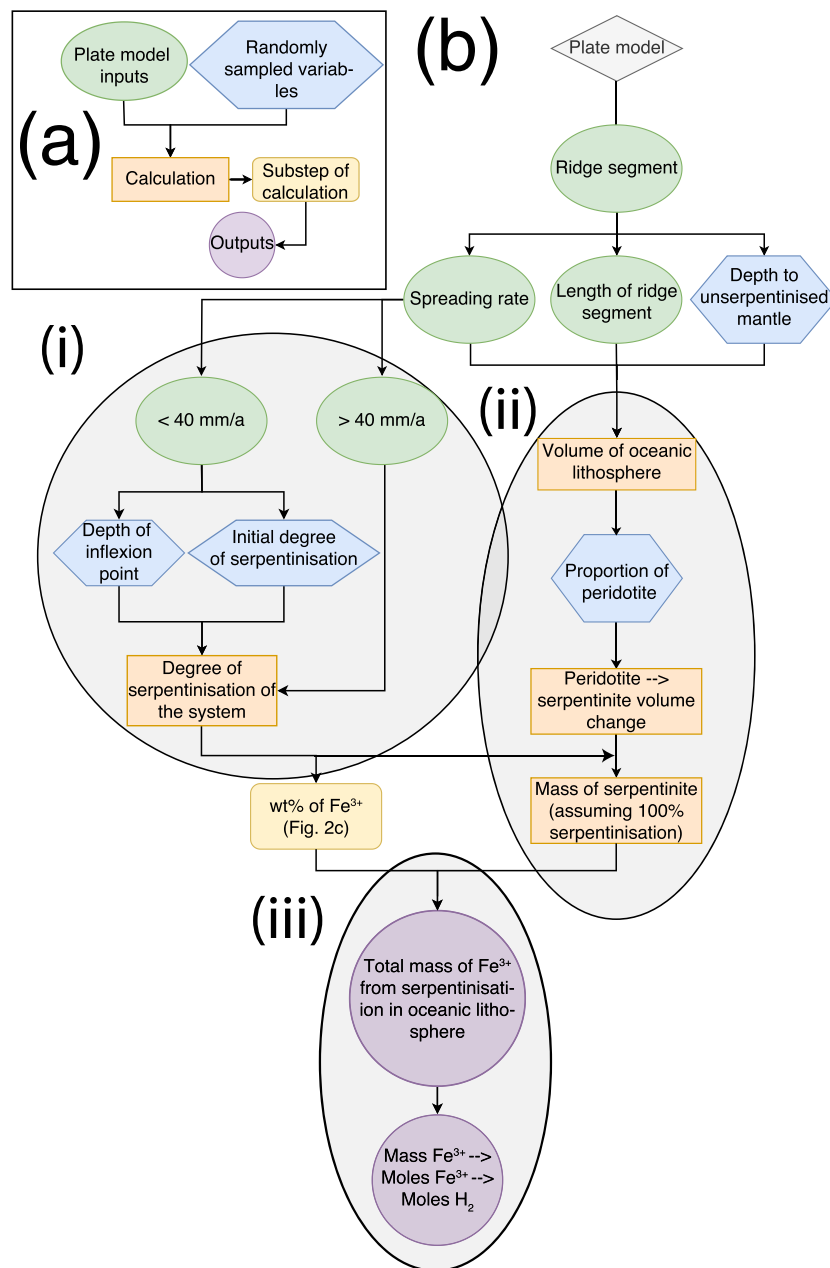 Plate model
inputs
Randomly
sampled variab-
les
(a)
Calculation
Substep of
calculation
Outputs
(b)
Plate model
Ridge segment
Spreading rate
Length of ridge
segment
Depth to
unserpentinised
mantle
(i)
< 40 mm/a
> 40 mm/a
Depth of
inflexion
point
Initial degree
of serpentinisation
Degree of
serpentinisation of
the system
(ii)
Volume of oceanic
lithosphere
Proportion of
peridotite
Peridotite -->
serpentinite volume
change
Mass of serpentinite
(assuming 100%
serpentinisation)
wt% of Fe³⁺
(Fig. 2c)
(iii)
Total mass of Fe³⁺
from serpentinisati-
ion in oceanic litho-
sphere
Mass Fe³⁺ -->
Moles Fe³⁺ -->
Moles H₂